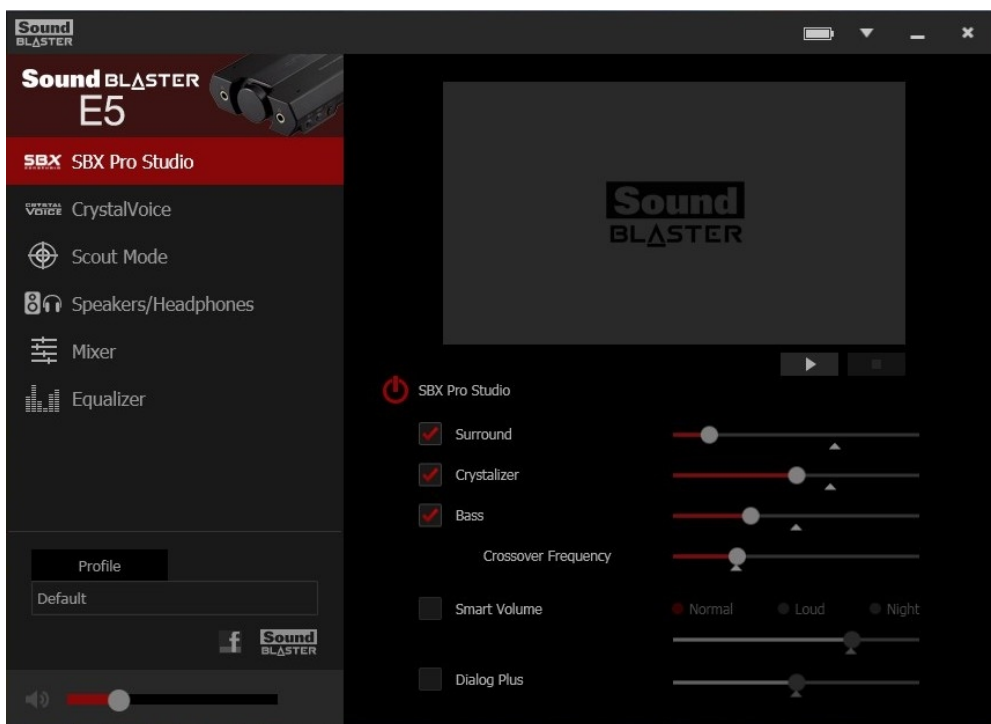 Sound
BLASTER
Sound BLASTER
E5
SBX SBX Pro Studio
CRYSTAL
VOICE CrystalVoice
Scout Mode
Speakers/Headphones
Mixer
Equalizer
Profile
Default
f Sound
BLASTER
Sound
BLASTER
SBX Pro Studio
Surround
Crystalizer
Bass
Crossover Frequency
Smart Volume
Normal Loud Night
Dialog Plus